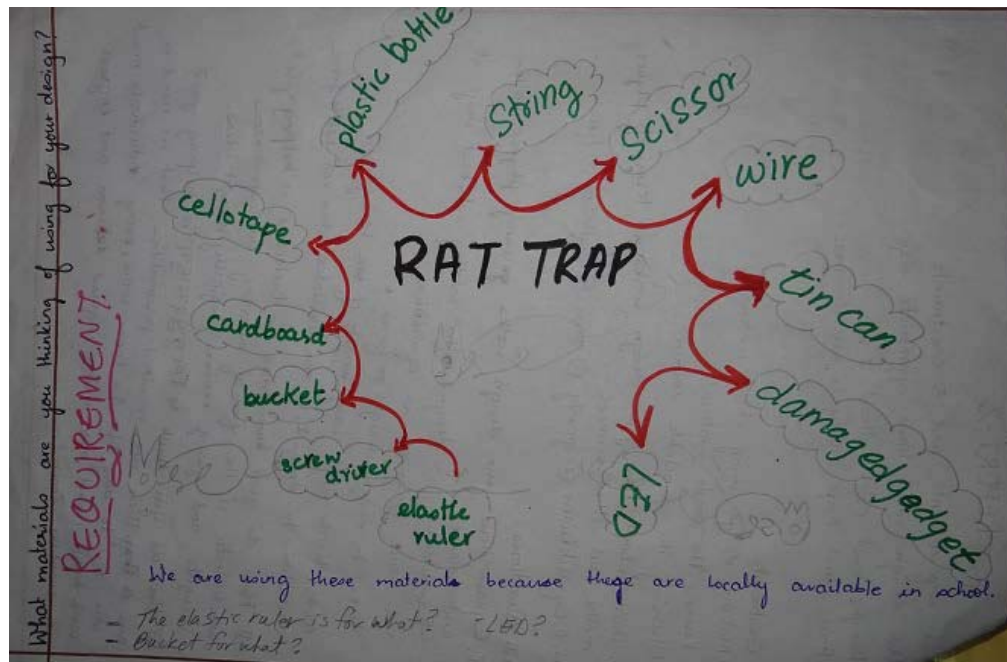 What materials are you thinking of using for your design?
REQUIREMENT.
plastic bottle
String
Scissor
wire
cellotape
RAT TRAP
tin can
cardboard
bucket
damagedgedget
screw
driver
LED
elastic
ruler
We are using these materials because these are locally available in school.
- The elastic ruler is for what? - LED?
- Bucket for what?